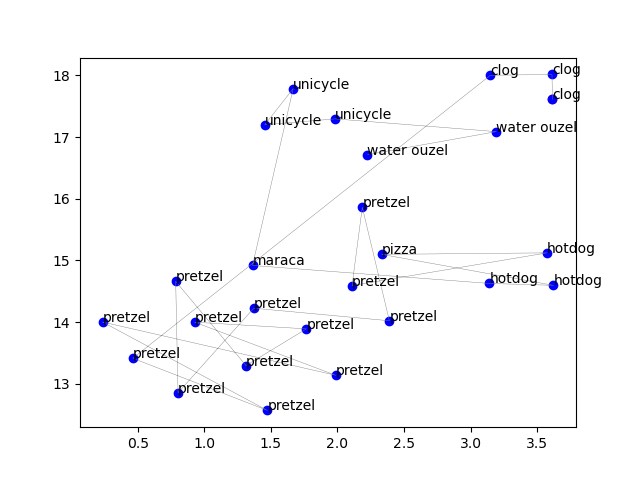 18
clog
clog
unicycle
clog
unicycle
unicycle
water ouzel
17
water ouzel
16
pretzel
pizza
hotdog
15
maraca
pretzel
pretzel
hotdog
hotdog
pretzel
14
pretzel
pretzel
pretzel
pretzel
pretzel
pretzel
pretzel
13
pretzel
pretzel
0.5
1.0
1.5
2.0
2.5
3.0
3.5